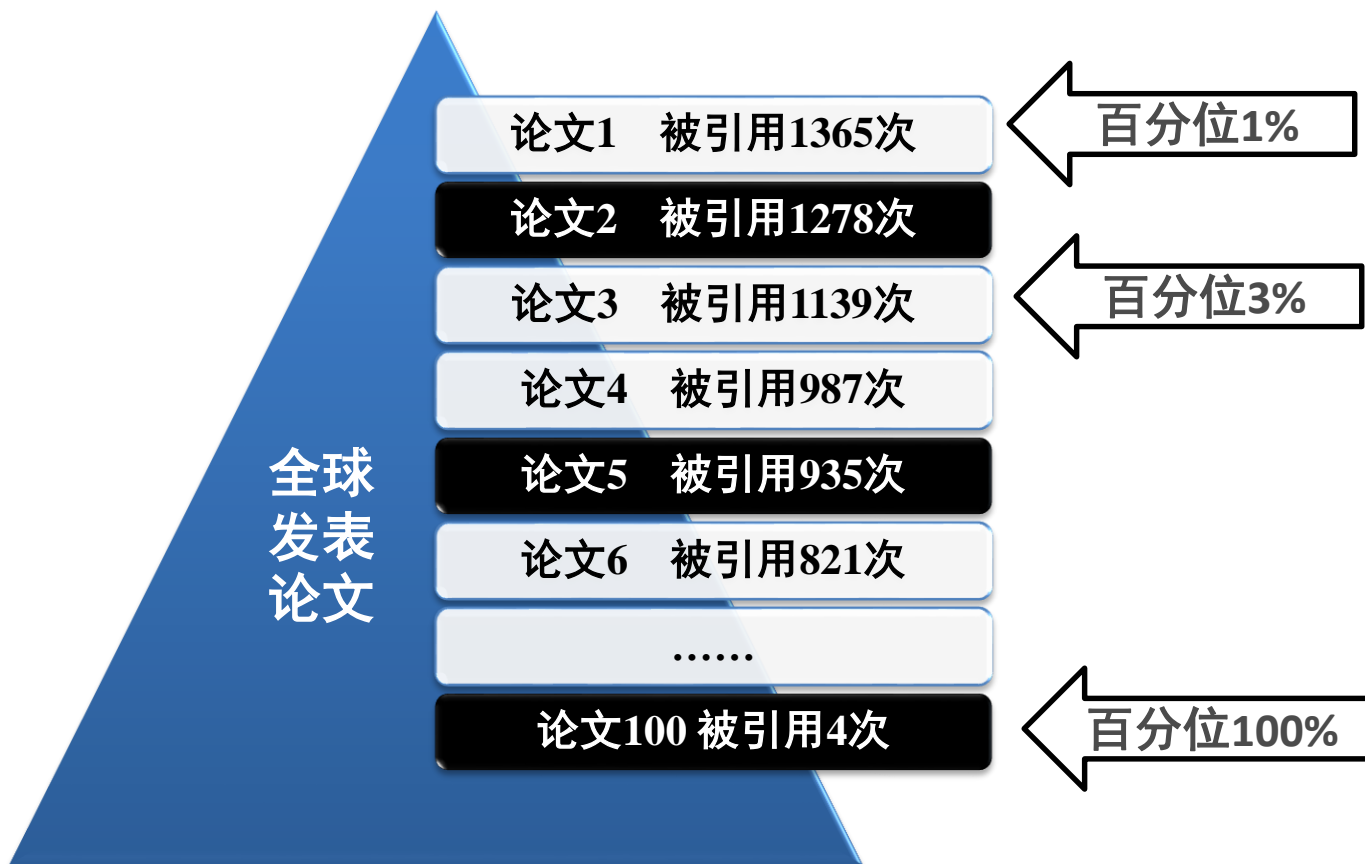 论文1 被引用1365次
百分位1%
论文2 被引用1278次
论文3 被引用1139次
百分位3%
论文4 被引用987次
论文5 被引用935次
论文6 被引用821次
……
论文100 被引用4次
百分位100%
全球
发表
论文